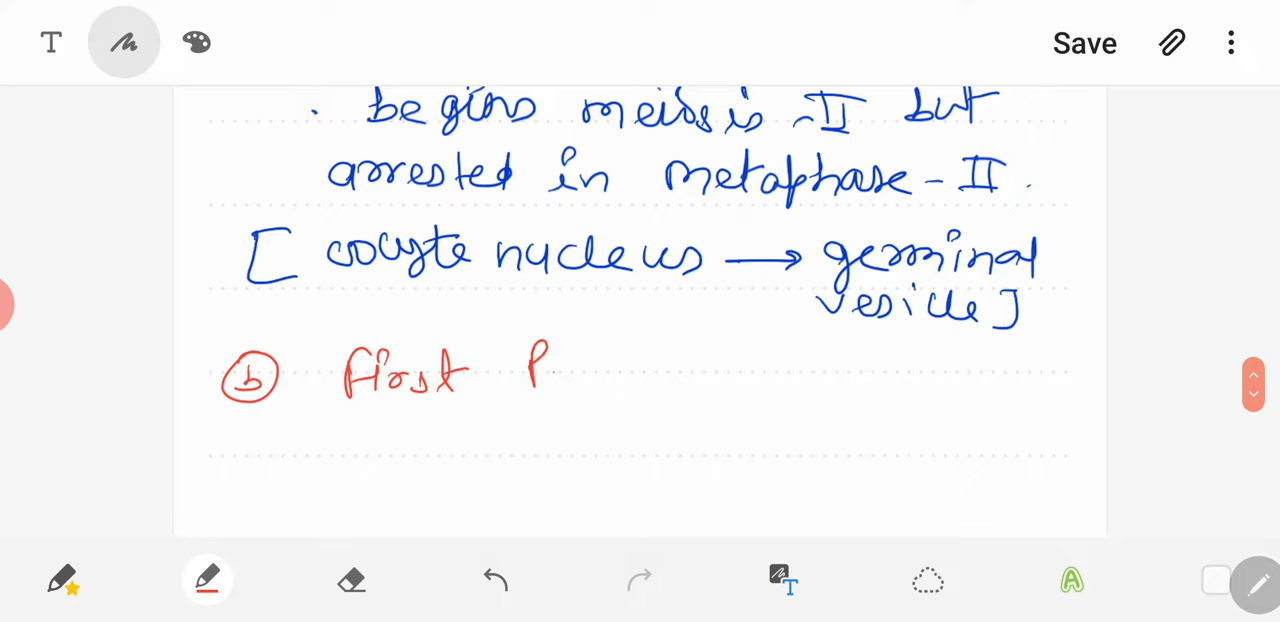 T Save
. begins meiosis -II but
arrested in metaphase - II .
[ oocyte nucleus → germinal
vesicle ]
b first P
T
A